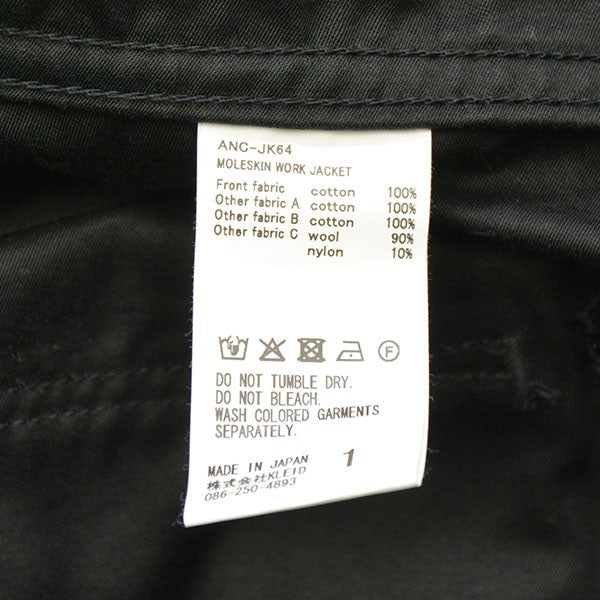 ANC-JK64
MOLESKIN WORK JACKET
Front fabric cotton 100%
Other fabric A cotton 100%
Other fabric B cotton 100%
Other fabric C wool 90%
nylon 10%
F
DO NOT TUMBLE DRY.
DO NOT BLEACH.
WASH COLORED GARMENTS
SEPARATELY.
MADE IN JAPAN 1
株式会社KLEID
086-250-4893